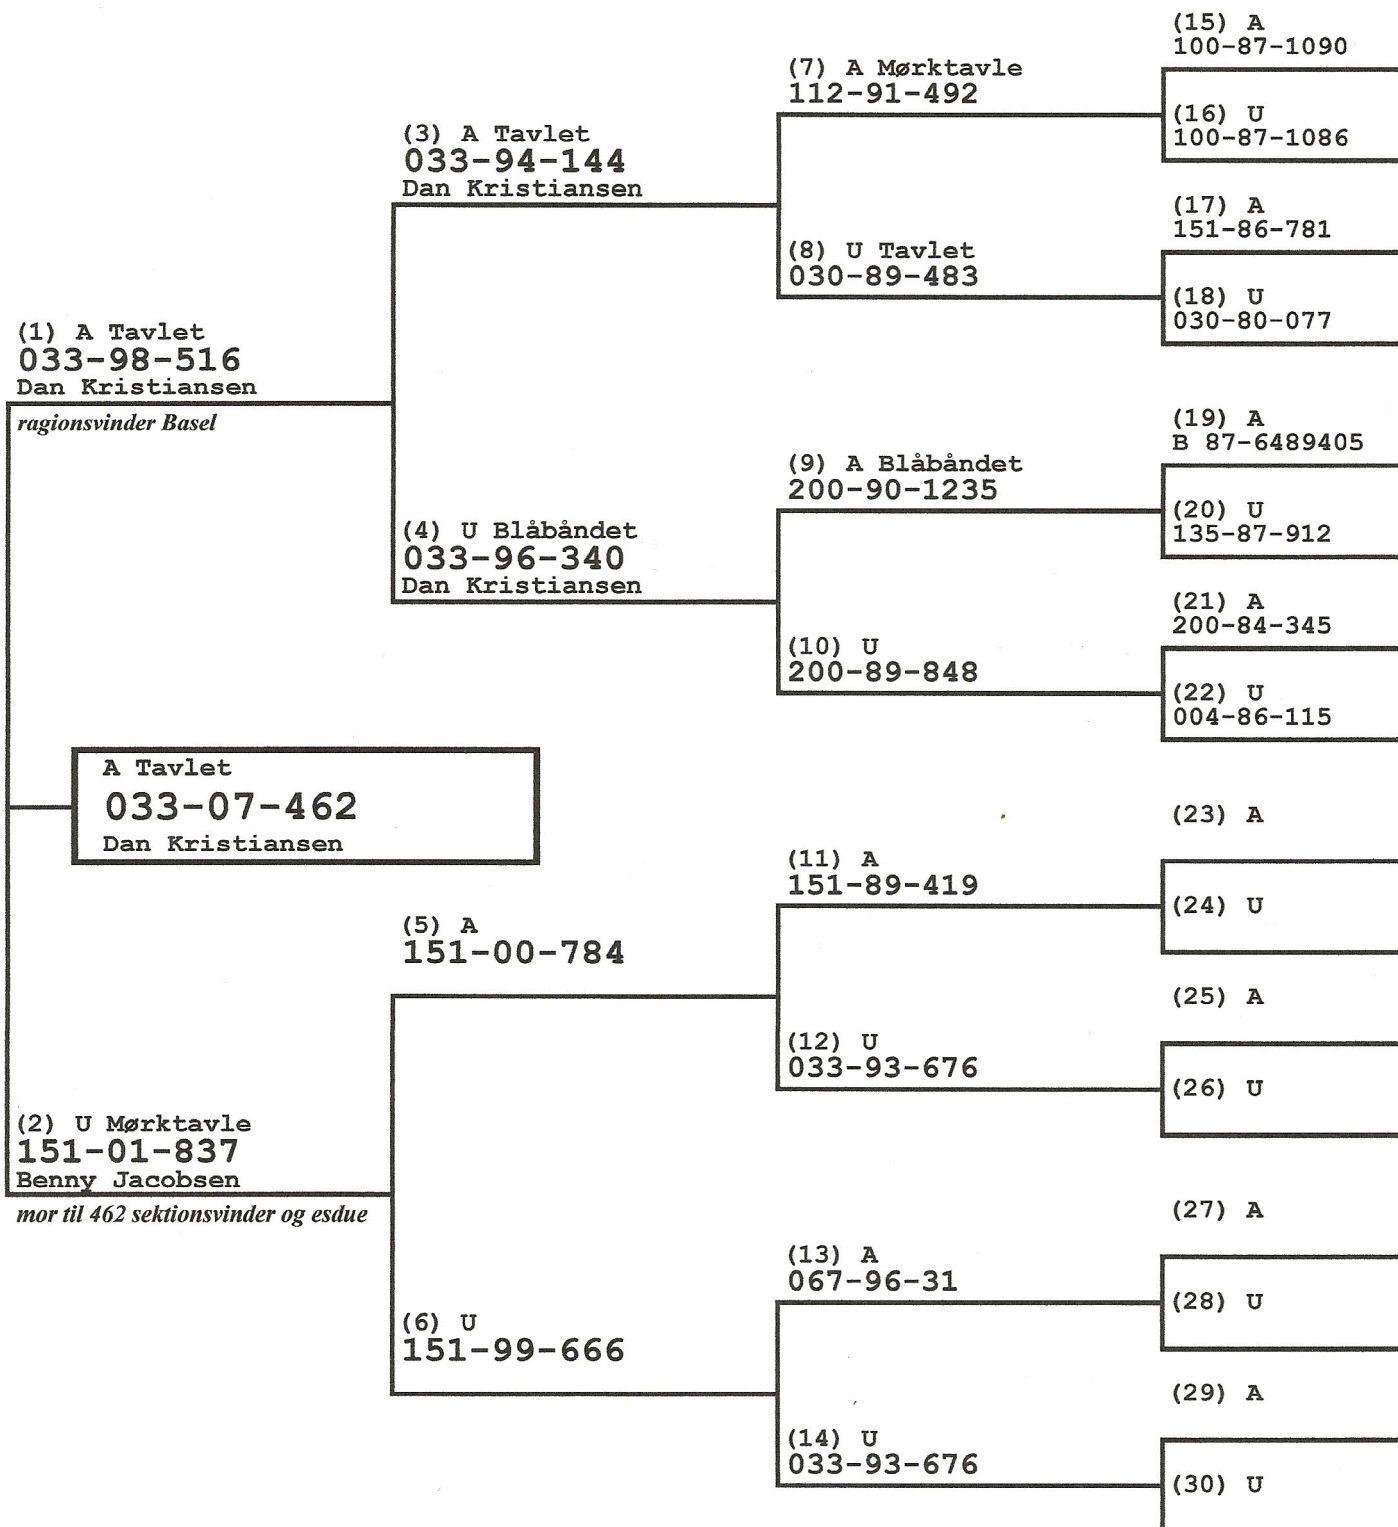 (1) A Tavlet
033-98-516
Dan Kristiansen
ragionsvinder Basel
A Tavlet
033-07-462
Dan Kristiansen
(2) U Mørktavle
151-01-837
Benny Jacobsen
mor til 462 sektionsvinder og esdue
(3) A Tavlet
033-94-144
Dan Kristiansen
(4) U Blåbåndet
033-96-340
Dan Kristiansen
(5) A
151-00-784
(6) U
151-99-666
(7) A Mørktavle
112-91-492
(8) U Tavlet
030-89-483
(9) A Blåbåndet
200-90-1235
(10) U
200-89-848
(11) A
151-89-419
(12) U
033-93-676
(13) A
067-96-31
(14) U
033-93-676
(15) A
100-87-1090
(16) U
100-87-1086
(17) A
151-86-781
(18) U
030-80-077
(19) A
B 87-6489405
(20) U
135-87-912
(21) A
200-84-345
(22) U
004-86-115
(23) A
(24) U
(25) A
(26) U
(27) A
(28) U
(29) A
(30) U